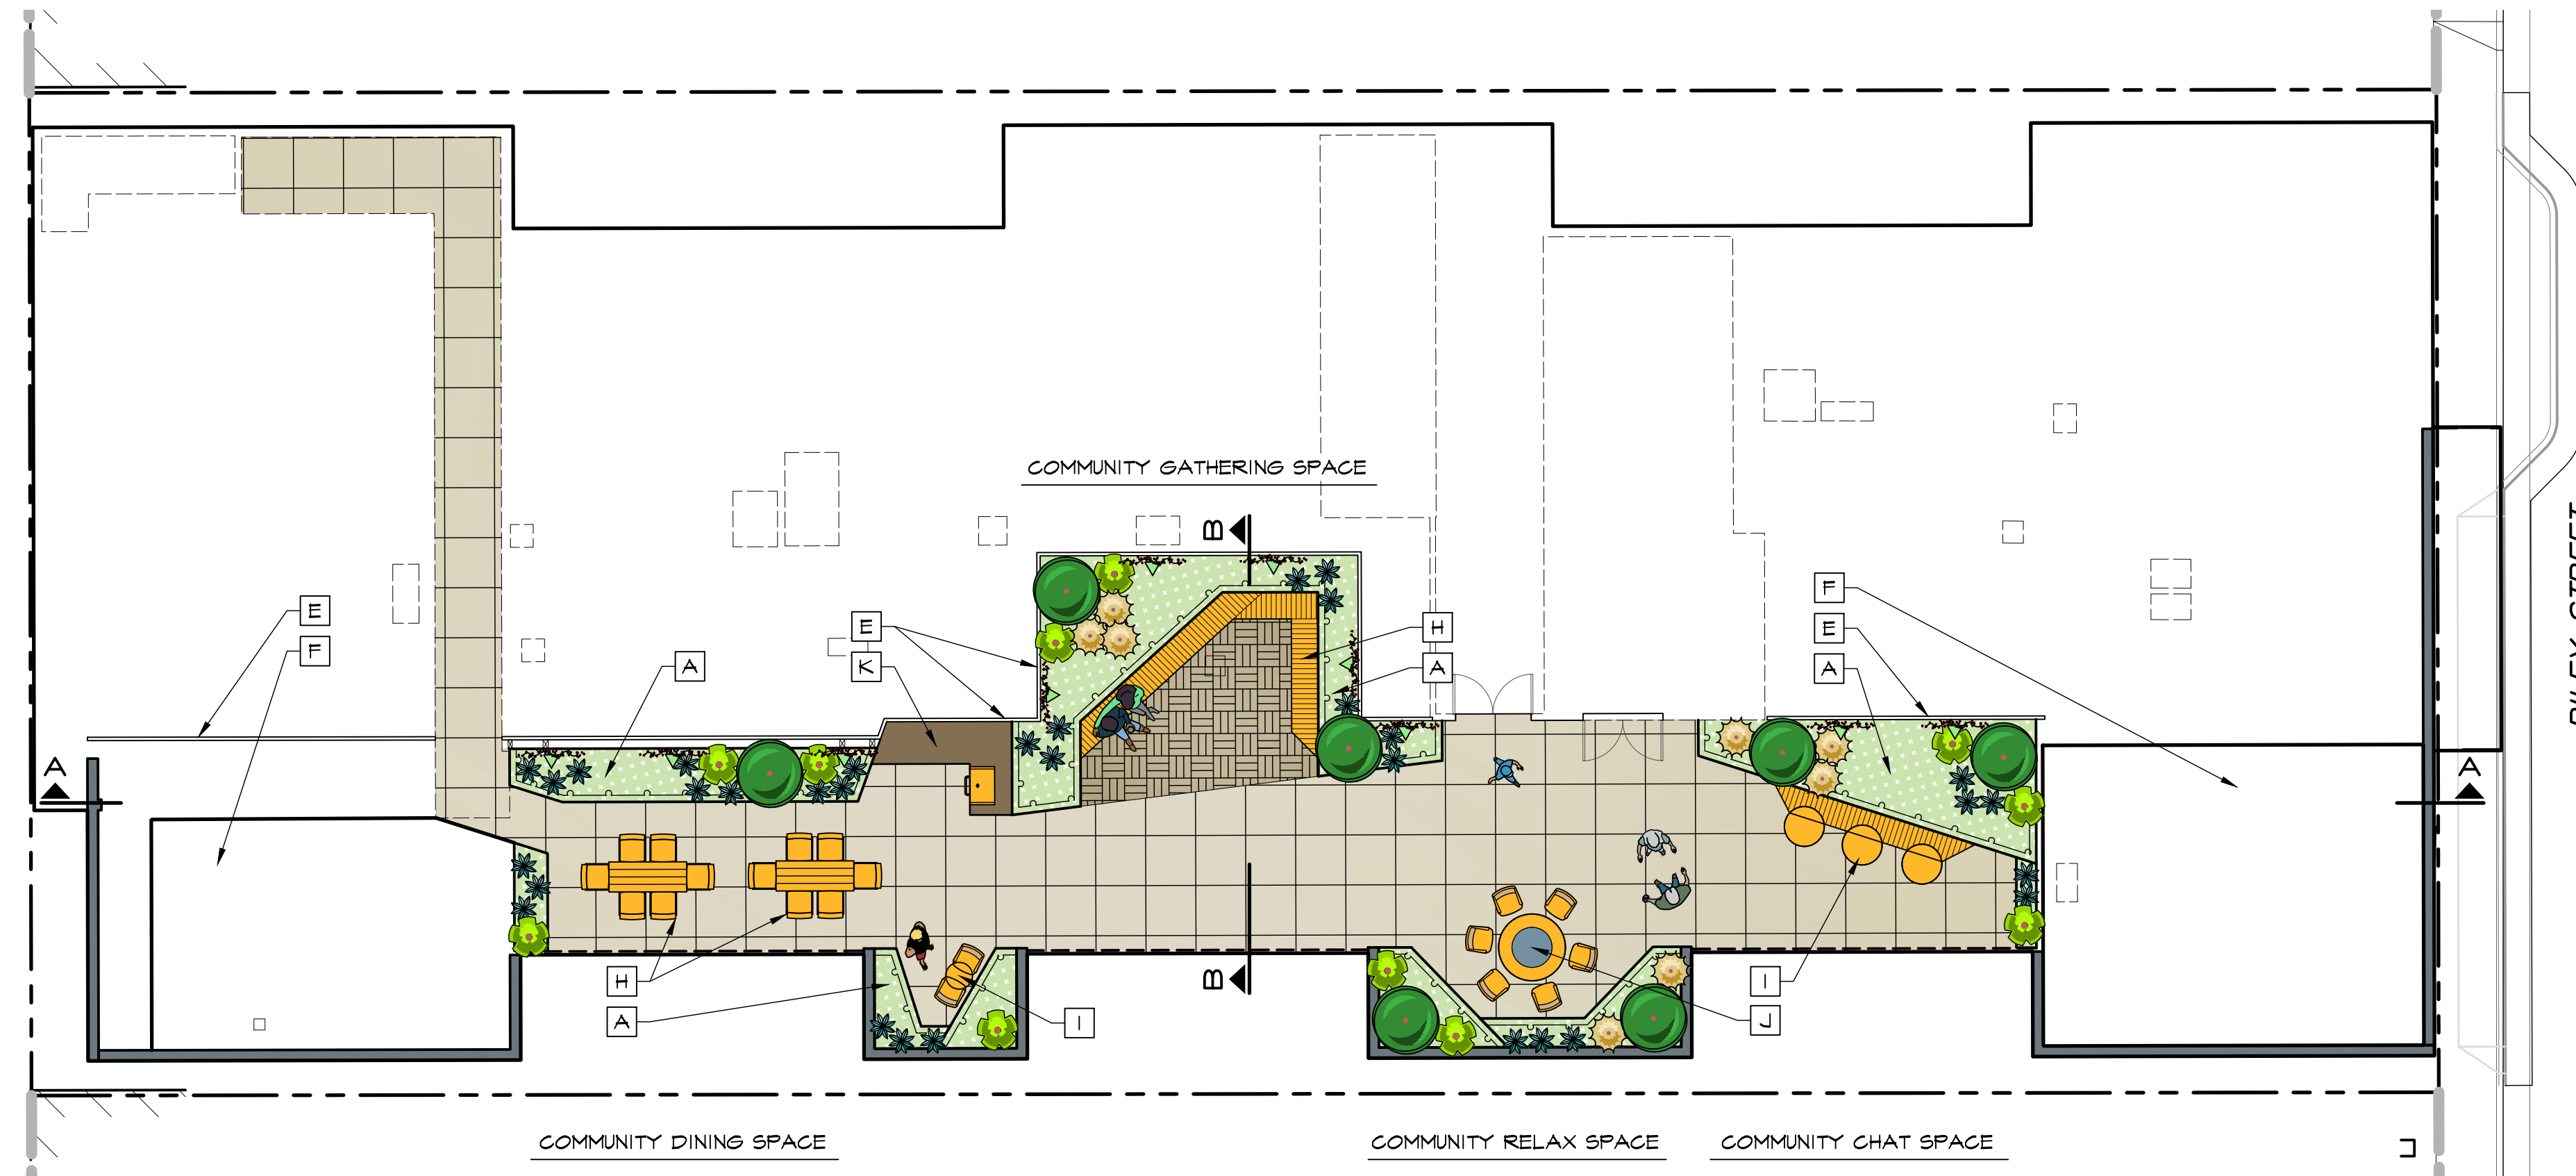 COMMUNITY GATHERING SPACE
B
F
E
E
E
H
F
K
A
A
A
A
A
H
I
I
A
I
J
B
COMMUNITY DINING SPACE
COMMUNITY RELAX SPACE
COMMUNITY CHAT SPACE